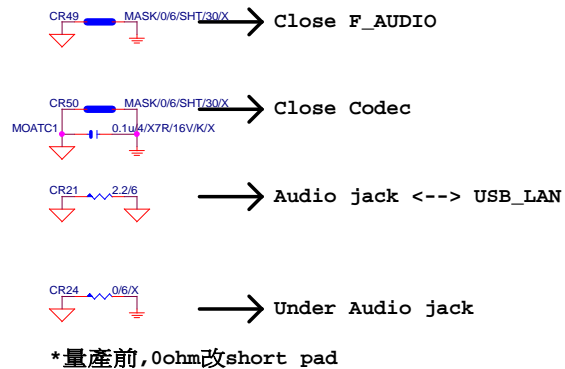 CR49 MASK/0/6/SHT/30/X Close F_AUDIO
CR50 MASK/0/6/SHT/30/X Close Codec
MOATC1 0.1u/4/X7R/16V/K/X
CR21 2.2/6 Audio jack <--> USB_LAN
CR24 0/6/X Under Audio jack
*量產前,0ohm改short pad